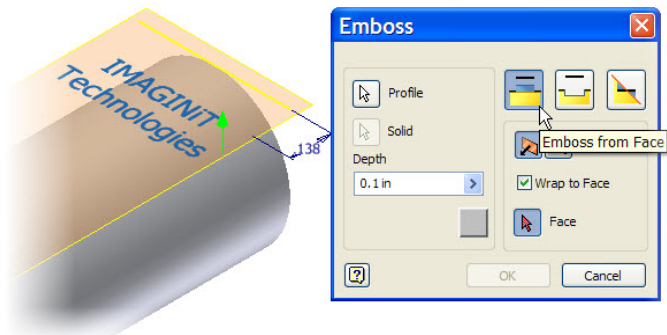 IMAGINiT
Technologies
.138
Emboss
Profile
Solid
Depth
0.1 in
Emboss from Face
Wrap to Face
Face
OK
Cancel